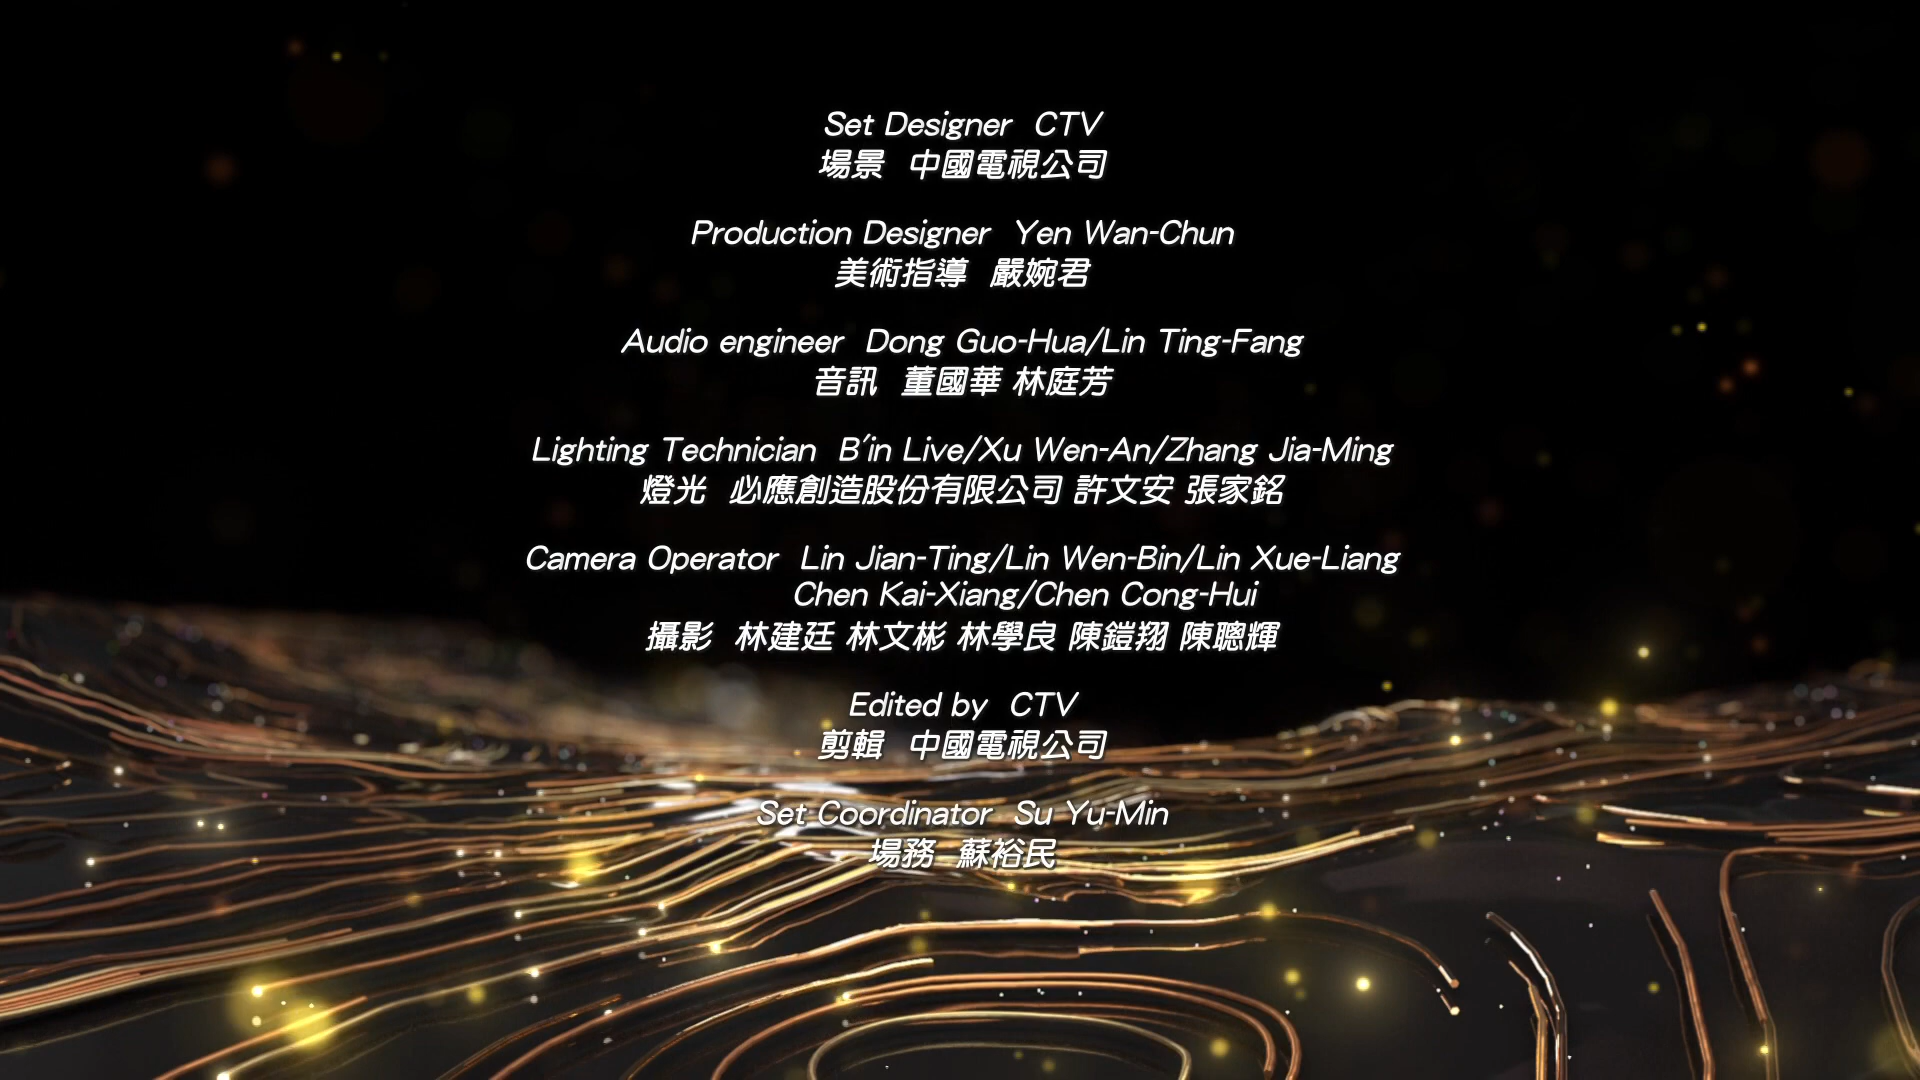 Set Designer  CTV
場景  中國電視公司
Production Designer  Yen Wan-Chun
美術指導  嚴婉君
Audio engineer  Dong Guo-Hua/Lin Ting-Fang
音訊  董國華 林庭芳
Lighting Technician  B'in Live/Xu Wen-An/Zhang Jia-Ming
燈光  必應創造股份有限公司 許文安 張家銘
Camera Operator  Lin Jian-Ting/Lin Wen-Bin/Lin Xue-Liang
Chen Kai-Xiang/Chen Cong-Hui
攝影  林建廷 林文彬 林學良 陳鎧翔 陳聰輝
Edited by  CTV
剪輯  中國電視公司
Set Coordinator  Su Yu-Min
場務  蘇裕民